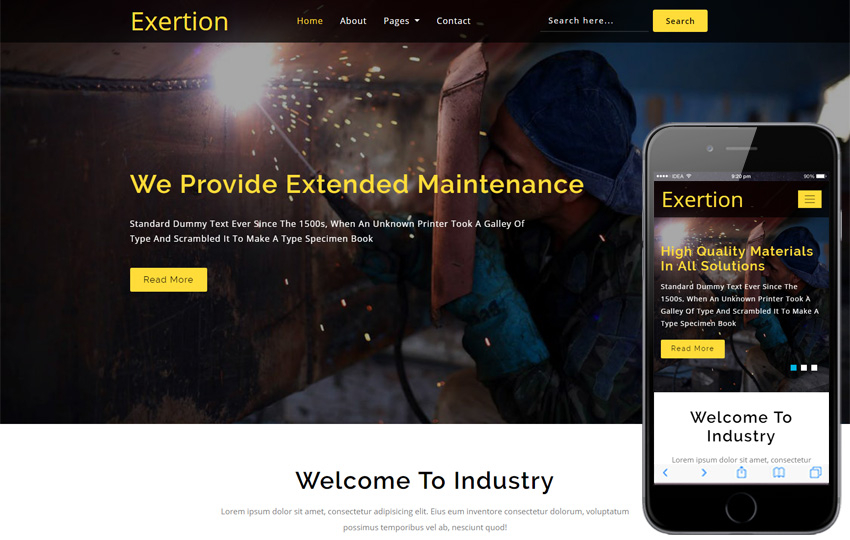 Exertion
Home About Pages Contact
Search here...
Search
We Provide Extended Maintenance
Standard Dummy Text Ever Since The 1500s, When An Unknown Printer Took A Galley Of
Type And Scrambled It To Make A Type Specimen Book
Read More
Welcome To Industry
Lorem ipsum dolor sit amet, consectetur adipisicing elit. Eius eum inventore consectetur dolorum, voluptatum
possimus temporibus vel ab, nesciunt quod!
IDEA 9:20 pm 90%
Exertion
High Quality Materials
In All Solutions
Standard Dummy Text Ever Since The
1500s, When An Unknown Printer Took A
Galley Of Type And Scrambled It To Make A
Type Specimen Book
Read More
Welcome To
Industry
Lorem ipsum dolor sit amet, consectetur